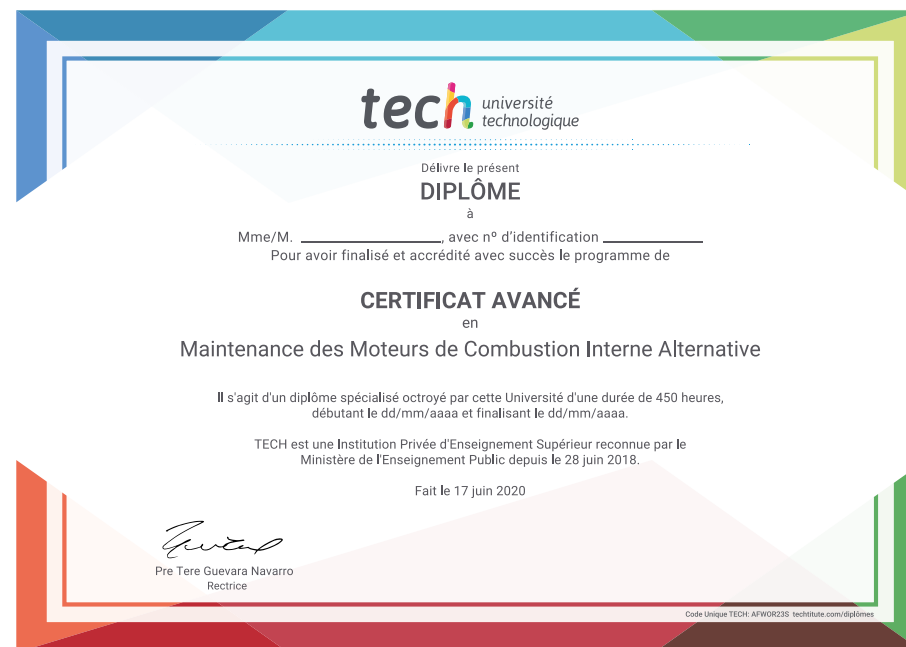 tech université
technologique
Délivre le présent
DIPLÔME
à
Mme/M. ____________________, avec nº d'identification ______________
Pour avoir finalisé et accrédité avec succès le programme de
CERTIFICAT AVANCÉ
en
Maintenance des Moteurs de Combustion Interne Alternative
Il s'agit d'un diplôme spécialisé octroyé par cette Université d'une durée de 450 heures,
débutant le dd/mm/aaaa et finalisant le dd/mm/aaaa.
TECH est une Institution Privée d'Enseignement Supérieur reconnue par le
Ministère de l'Enseignement Public depuis le 28 juin 2018.
Fait le 17 juin 2020
Pre Tere Guevara Navarro
Rectrice
Code Unique TECH: AFWOR23S techtitute.com/diplômes